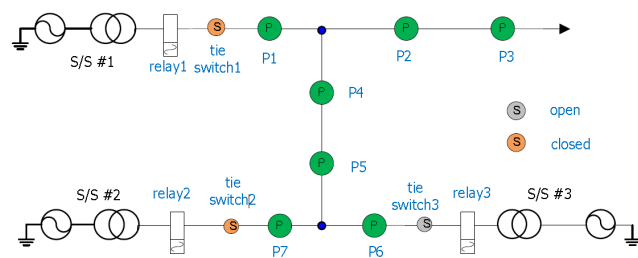 S
P
P
P
S/S #1
relay1
tie
switch1
P1
P2
P3
P
P4
S
open
P
P5
S
closed
S/S #2
relay2
tie
switch2
S
P
P7
P
P6
tie
switch3
S
relay3
S/S #3